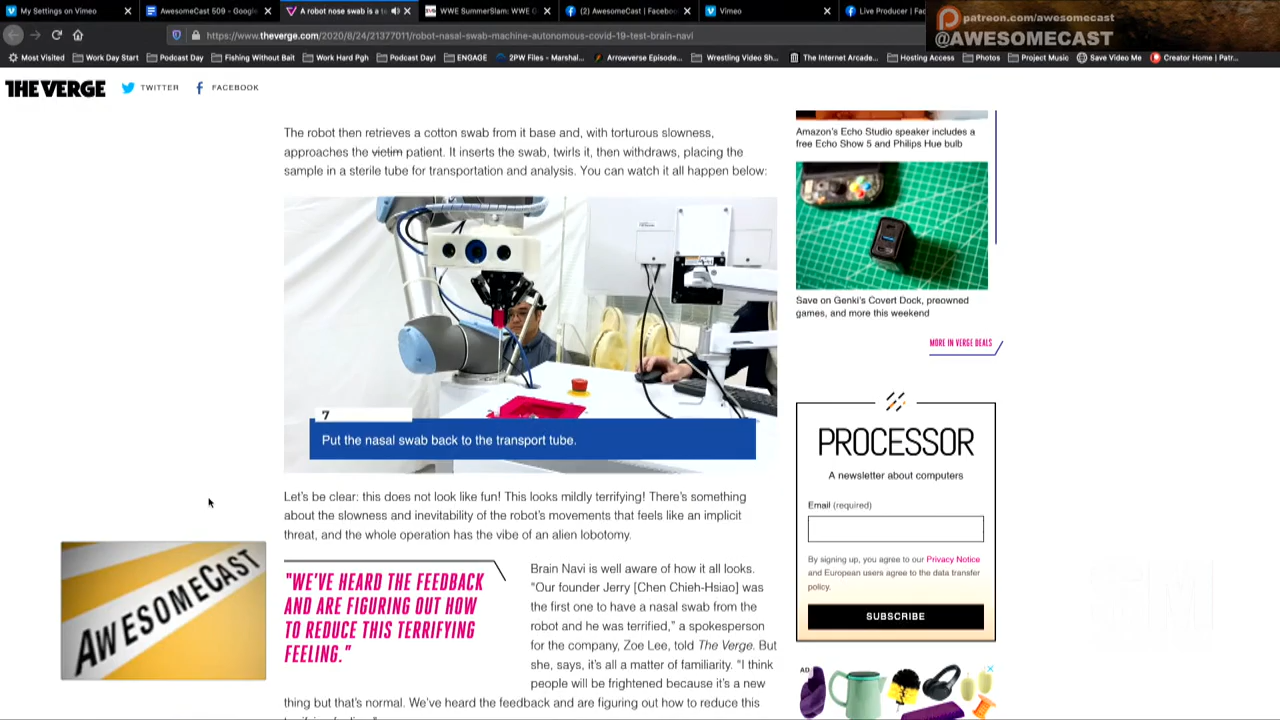 My Settings on Vimeo
AwesomeCast 509 - Google
A robot nose swab is a te
WWE SummerSlam: WWE
(2) AwesomeCast | Facebook
Vimeo
Live Producer | Fac
patreon.com/awesomecast
@AWESOMECAST
https://www.theverge.com/2020/8/24/21377011/robot-nasal-swab-machine-autonomous-covid-19-test-brain-navi
Most Visited
Work Day Start
Podcast Day
Fishing Without Bait
Work Hard Pgh
Podcast Day!
ENGAGE
2PW Files - Marshal...
Arrowverse Episode...
Wrestling Video Sh...
The Internet Arcade...
Hosting Access
Photos
Project Music
Save Video Me
Creator Home | Patr...
THE VERGE
TWITTER
FACEBOOK
The robot then retrieves a cotton swab from it base and, with torturous slowness,
approaches the victim patient. It inserts the swab, twirls it, then withdraws, placing the
sample in a sterile tube for transportation and analysis. You can watch it all happen below:
7
Put the nasal swab back to the transport tube.
Let's be clear: this does not look like fun! This looks mildly terrifying! There's something
about the slowness and inevitability of the robot's movements that feels like an implicit
threat, and the whole operation has the vibe of an alien lobotomy.
"WE'VE HEARD THE FEEDBACK
AND ARE FIGURING OUT HOW
TO REDUCE THIS TERRIFYING
FEELING."
Brain Navi is well aware of how it all looks.
"Our founder Jerry [Chen Chieh-Hsiao] was
the first one to have a nasal swab from the
robot and he was terrified," a spokesperson
for the company, Zoe Lee, told The Verge. But
she, says, it's all a matter of familiarity. "I think
people will be frightened because it's a new
thing but that's normal. We've heard the feedback and are figuring out how to reduce this
Amazon's Echo Studio speaker includes a
free Echo Show 5 and Philips Hue bulb
Save on Genki's Covert Dock, preowned
games, and more this weekend
MORE IN VERGE DEALS
PROCESSOR
A newsletter about computers
Email (required)
By signing up, you agree to our Privacy Notice
and European users agree to the data transfer
policy.
SUBSCRIBE
AD
AWESOMECAST